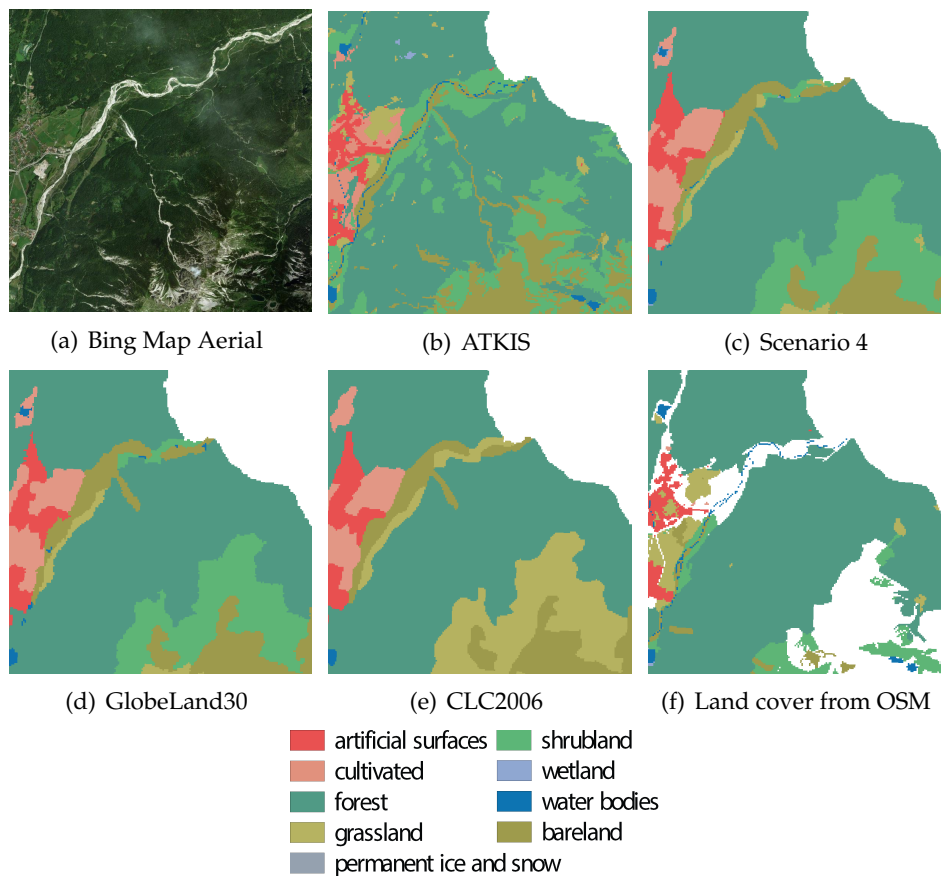 (a) Bing Map Aerial
(b) ATKIS
(c) Scenario 4
(d) GlobeLand30
(e) CLC2006
(f) Land cover from OSM
artificial surfaces
shrubland
cultivated
wetland
forest
water bodies
grassland
bareland
permanent ice and snow